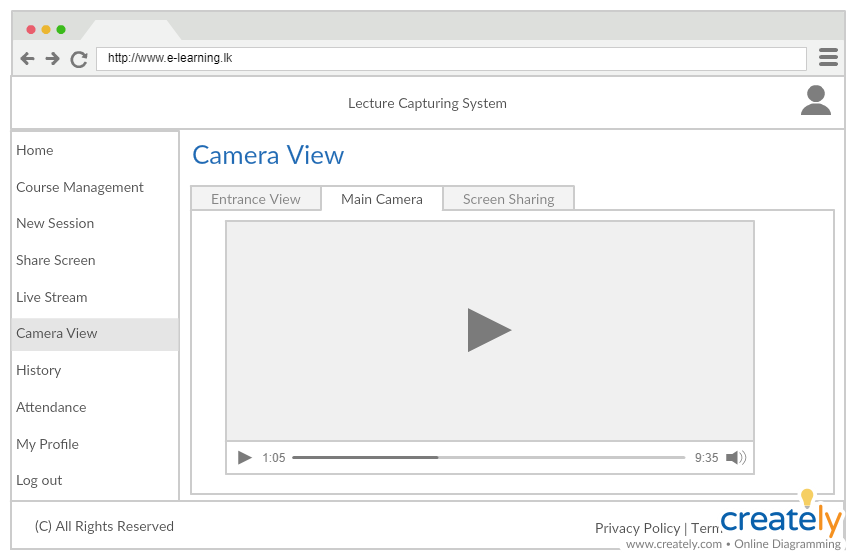 http://www.e-learning.lk
Lecture Capturing System
Home
Course Management
New Session
Share Screen
Live Stream
Camera View
History
Attendance
My Profile
Log out
Camera View
Entrance View Main Camera Screen Sharing
1:05 9:35
(C) All Rights Reserved
Privacy Policy |
creately
www.creately.com • Online Diagramming